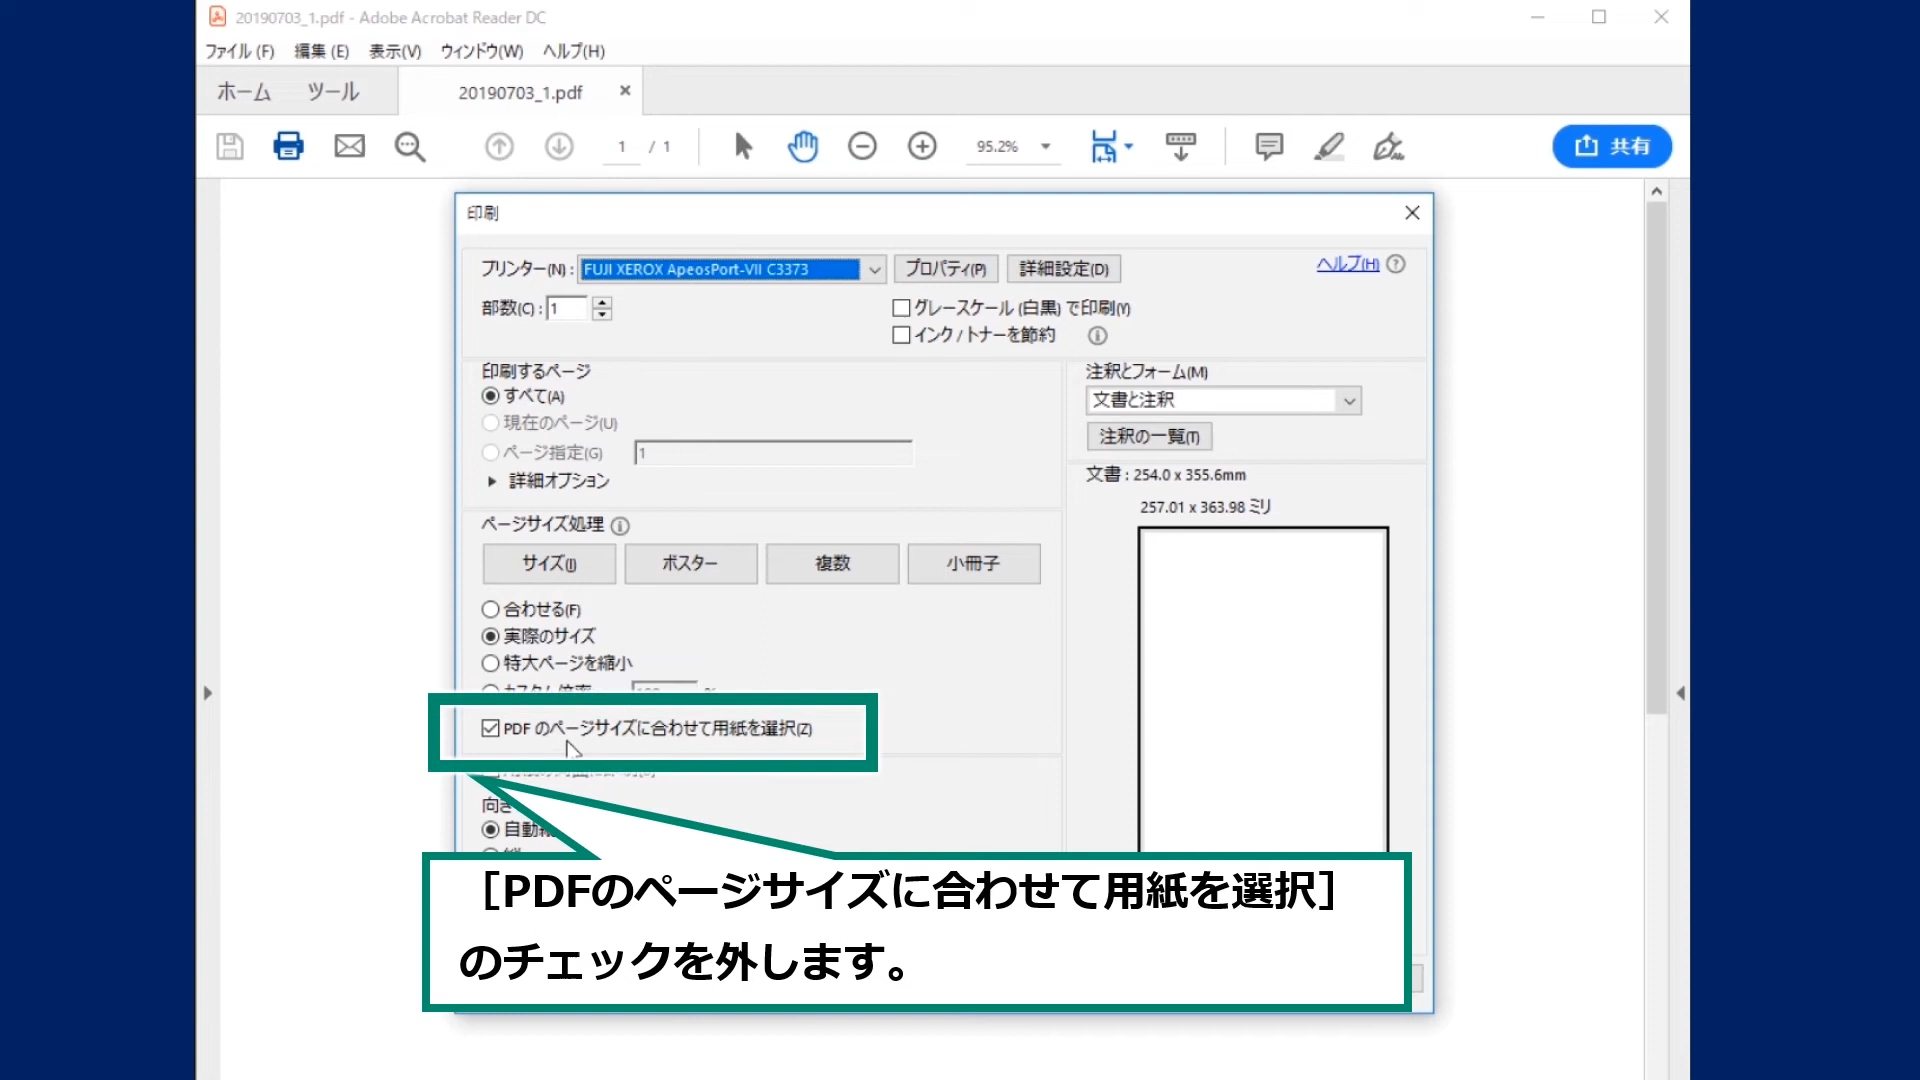 20190703_1.pdf - Adobe Acrobat Reader DC
ファイル (F) 編集 (E) 表示(V) ウィンドウ(W) ヘルプ(H)
ホーム ツール 20190703_1.pdf ×
1 / 1 95.2% 共有
印刷
プリンター(N) : FUJI XEROX ApeosPort-VII C3373 プロパティ(P) 詳細設定(D) ヘルプ(H)
部数(C) : 1 グレースケール (白黒) で印刷(Y)
インク / トナーを節約
印刷するページ
すべて(A)
現在のページ(U)
ページ指定(G) 1
詳細オプション
注釈とフォーム(M)
文書と注釈
注釈の一覧(T)
文書 : 254.0 x 355.6mm
257.01 x 363.98 ミリ
ページサイズ処理
サイズ(I) ポスター 複数 小冊子
合わせる(F)
実際のサイズ
特大ページを縮小
PDF のページサイズに合わせて用紙を選択(Z)
向き
自動
［PDFのページサイズに合わせて用紙を選択］
のチェックを外します。